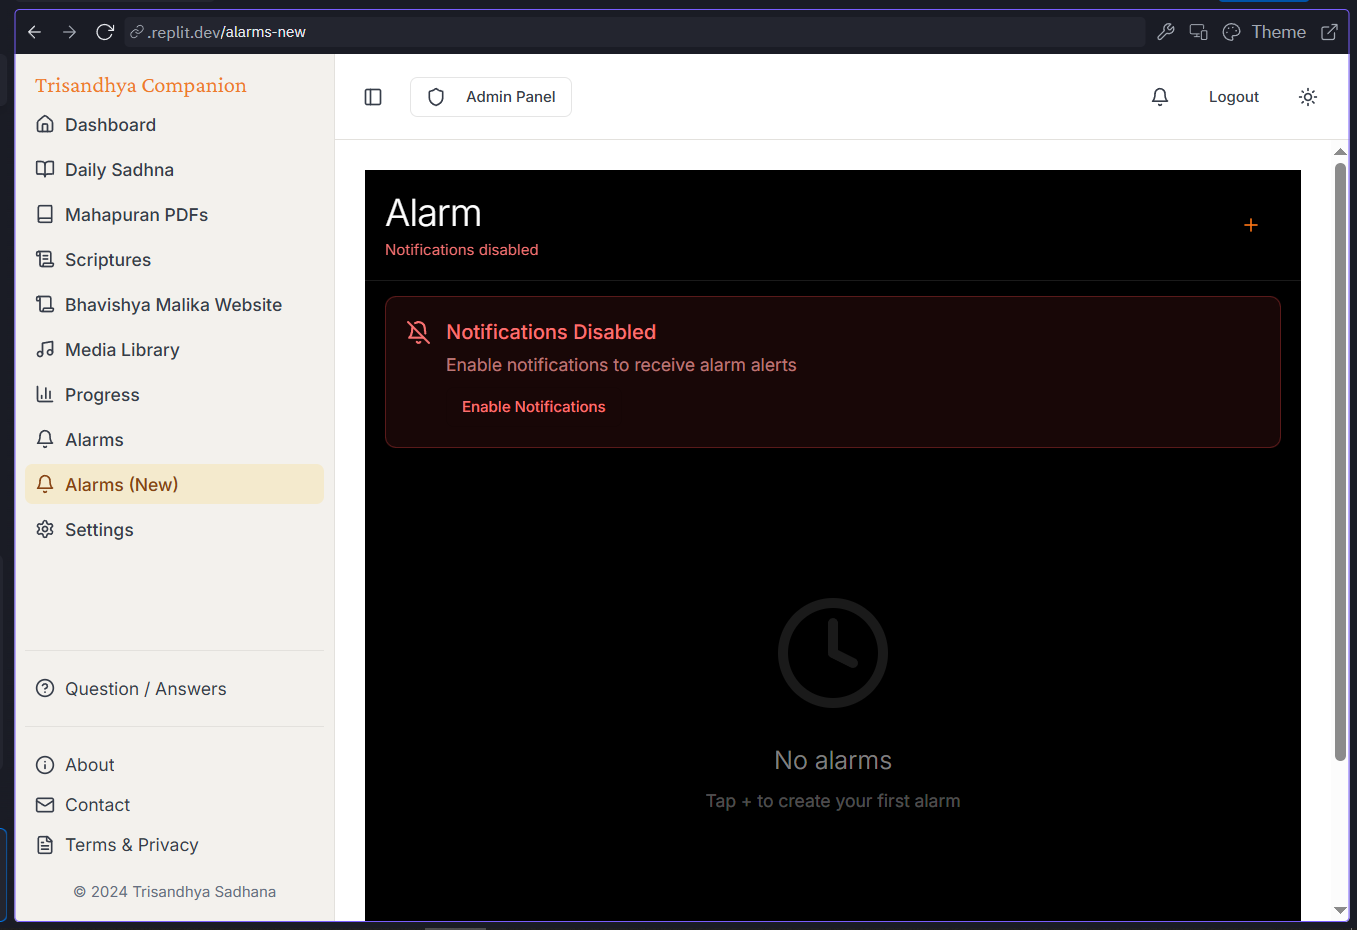 .replit.dev/alarms-new
Theme
Trisandhya Companion
Dashboard
Daily Sadhna
Mahapuran PDFs
Scriptures
Bhavishya Malika Website
Media Library
Progress
Alarms
Alarms (New)
Settings
Question / Answers
About
Contact
Terms & Privacy
© 2024 Trisandhya Sadhana
Admin Panel
Logout
Alarm
Notifications disabled
+
Notifications Disabled
Enable notifications to receive alarm alerts
Enable Notifications
No alarms
Tap + to create your first alarm